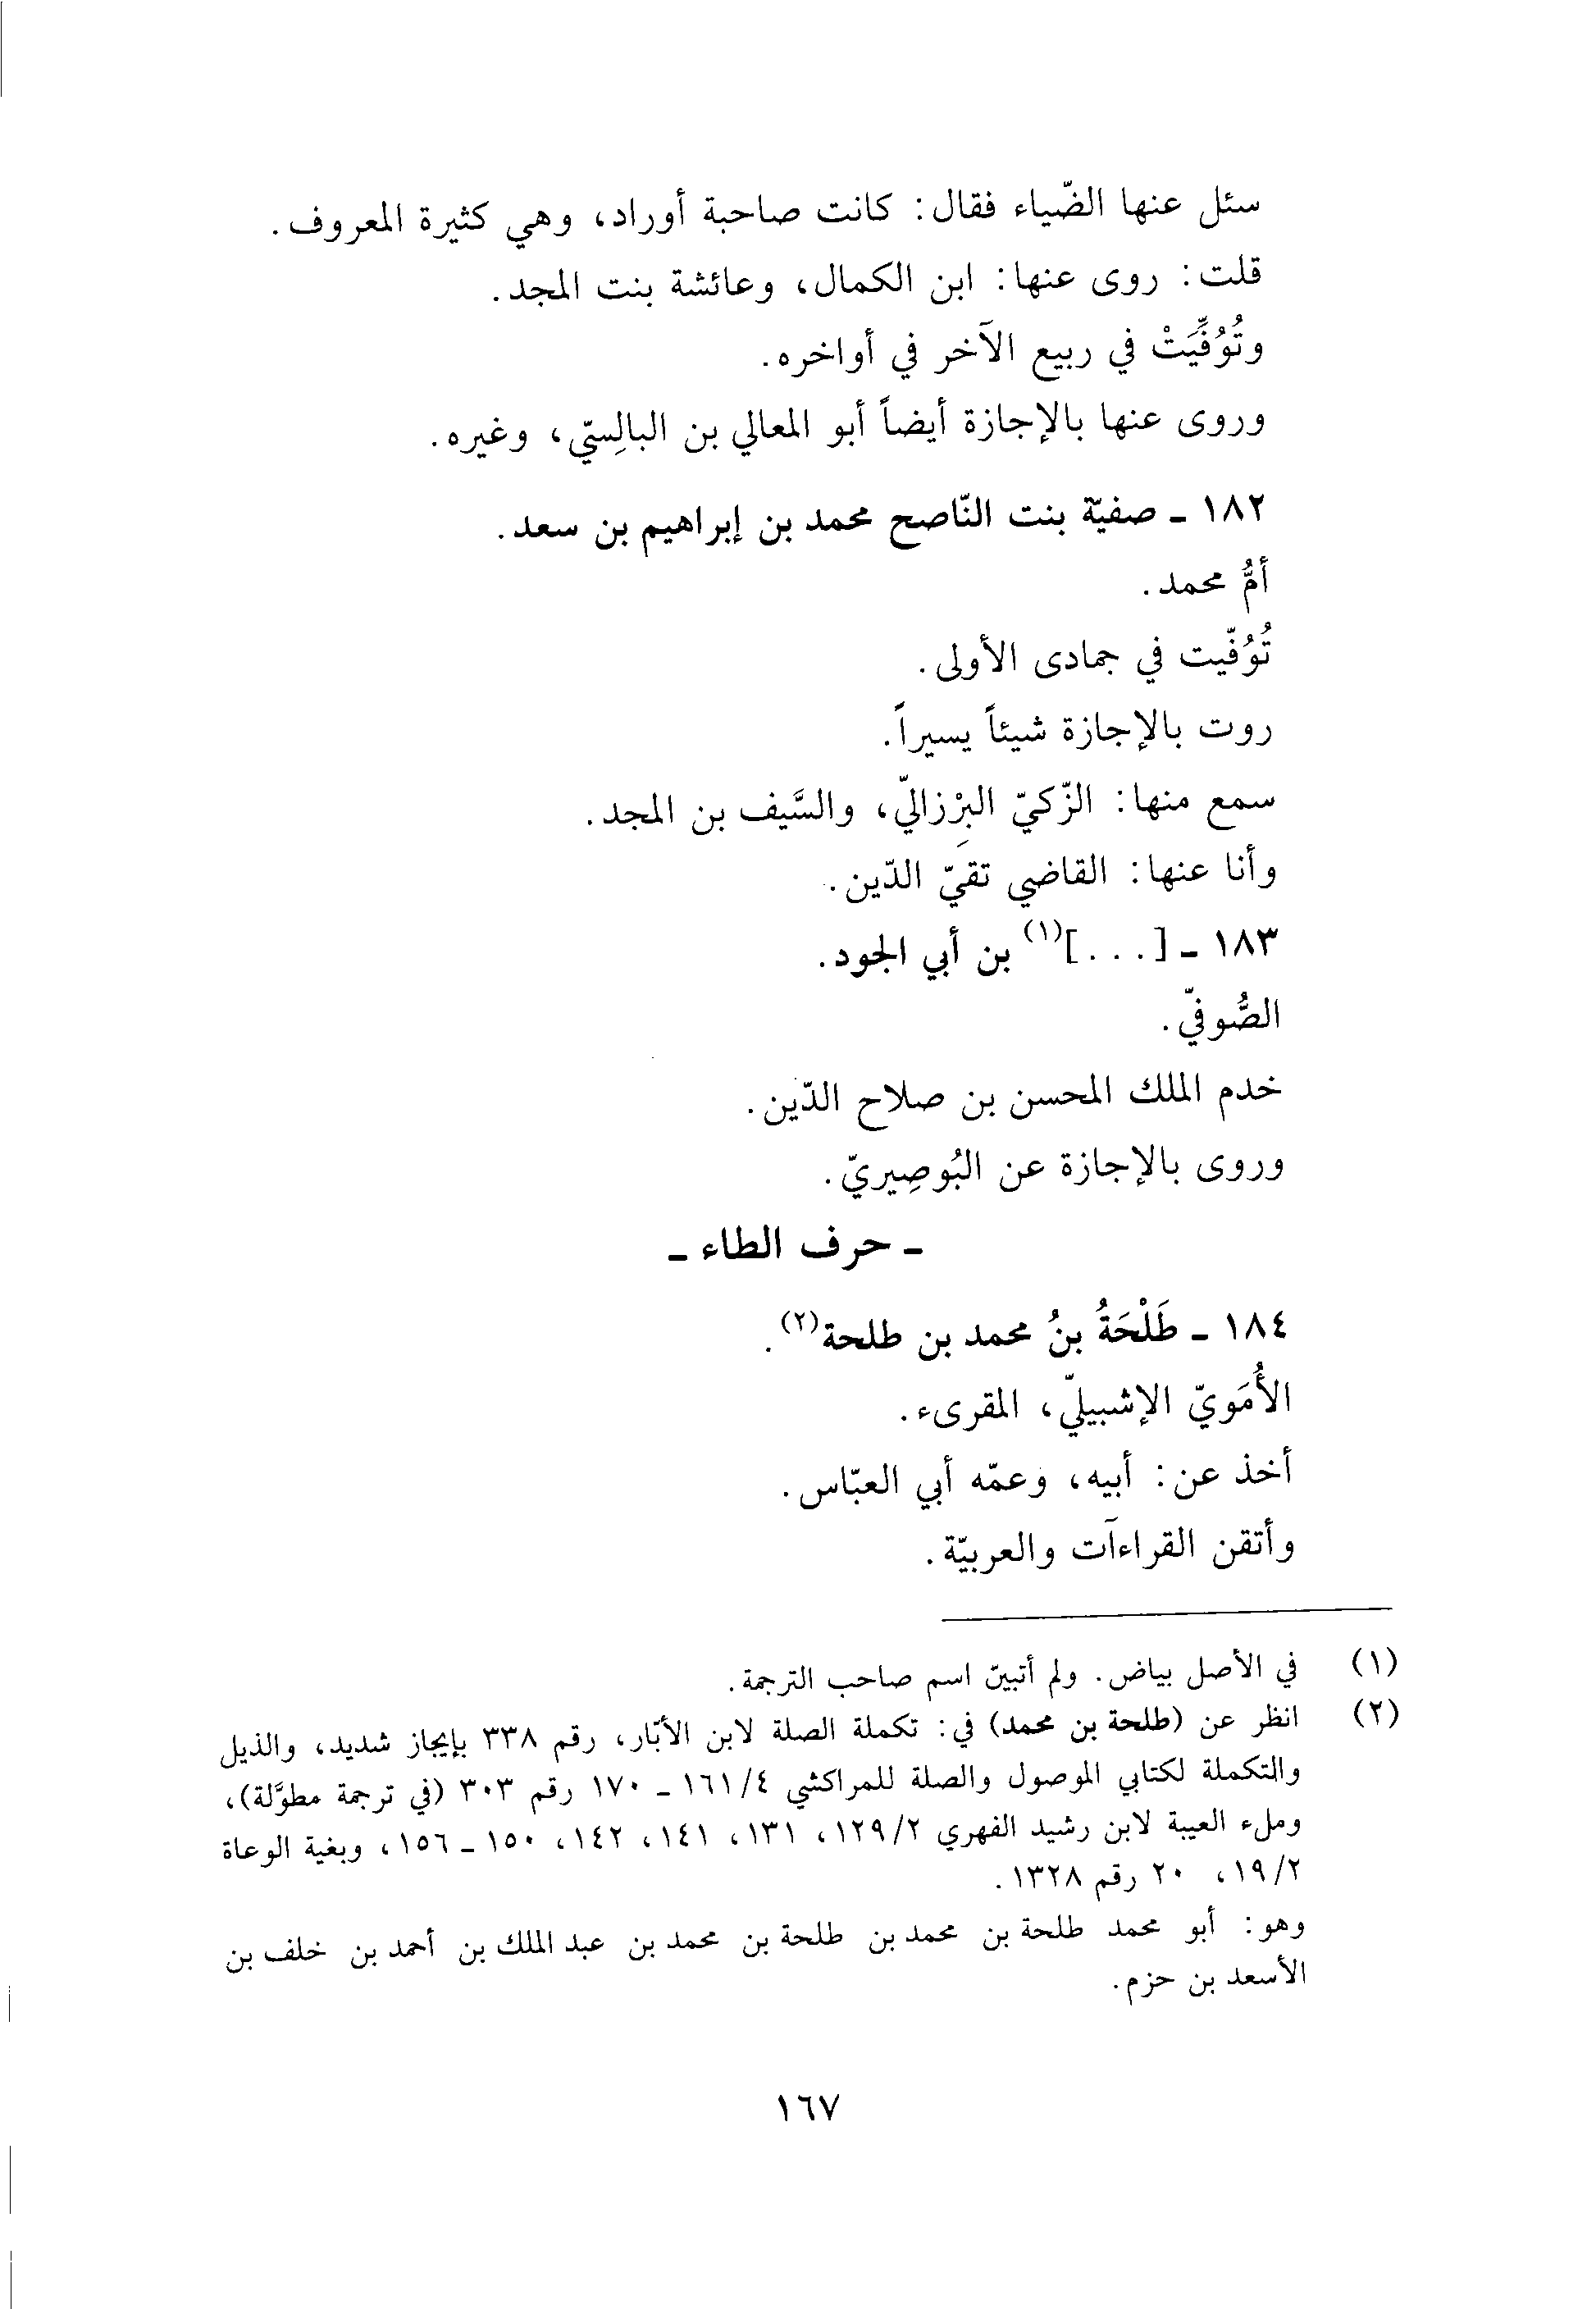 سئل عنها الضّياء فقال: كانت صاحبة أوراد، وهي كثيرة المعروف.
قلت: روى عنها: ابن الكمال، وعائشة بنت المجد.
وتُوُفِّيَتْ في ربيع الآخر في أواخره.
وروى عنها بالإجازة أيضاً أبو المعالي بن البالِسيّ، وغيره.
١٨٢ ـ صفيّة بنت النّاصح محمد بن إبراهيم بن سعد.
أمُّ محمد.
تُوُفّيت في جمادى الأولى.
روت بالإجازة شيئاً يسيراً.
سمع منها: الزّكيّ البِرْزاليّ، والسَّيف بن المجد.
وأنا عنها: القاضي تقيّ الدّين.
١٨٣ ـ [...](١) بن أبي الجود.
الصُّوفيّ.
خدم الملك المحسن بن صلاح الدّين.
وروى بالإجازة عن البُوصِيريّ.
ـ حرف الطاء ـ
١٨٤ ـ طَلْحَةُ بنُ محمد بن طلحة(٢).
الأُمَويّ الإشبيليّ، المقرىء.
أخذ عن: أبيه، وعمّه أبي العبّاس.
وأتقن القراءآت والعربيّة.
(١) في الأصل بياض. ولم أتبينّ اسم صاحب الترجمة.
(٢) انظر عن (طلحة بن محمد) في: تكملة الصلة لابن الأبّار، رقم ٣٣٨ بإيجاز شديد، والذيل
والتكملة لكتابي الموصول والصلة للمراكشي ٤/١٦١ ـ ١٧٠ رقم ٣٠٣ (في ترجمة مطوَّلة)،
وملء العيبة لابن رشيد الفهري ٢/١٢٩، ١٣١، ١٤١، ١٤٢، ١٥٠ ـ ١٥٦، وبغية الوعاة
٢/١٩، ٢٠ رقم ١٣٢٨.
وهو: أبو محمد طلحة بن محمد بن طلحة بن محمد بن عبد الملك بن أحمد بن خلف بن
الأسعد بن حزم.
١٦٧